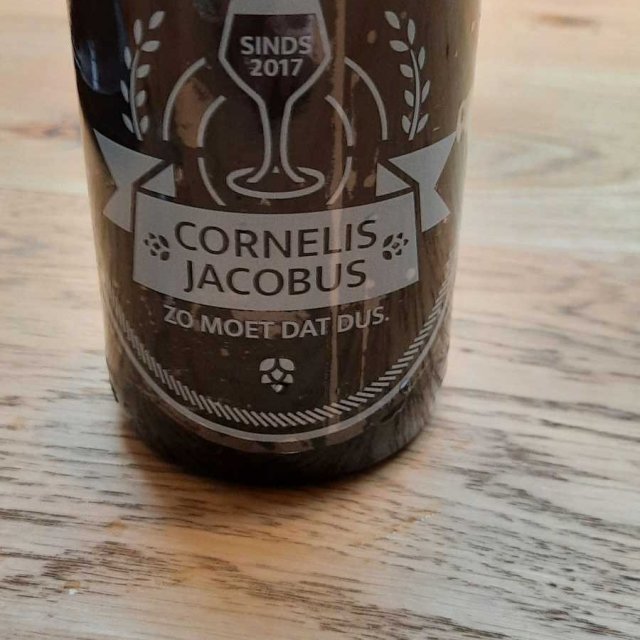 SINDS
2017
CORNELIS
JACOBUS
ZO MOET DAT DUS.